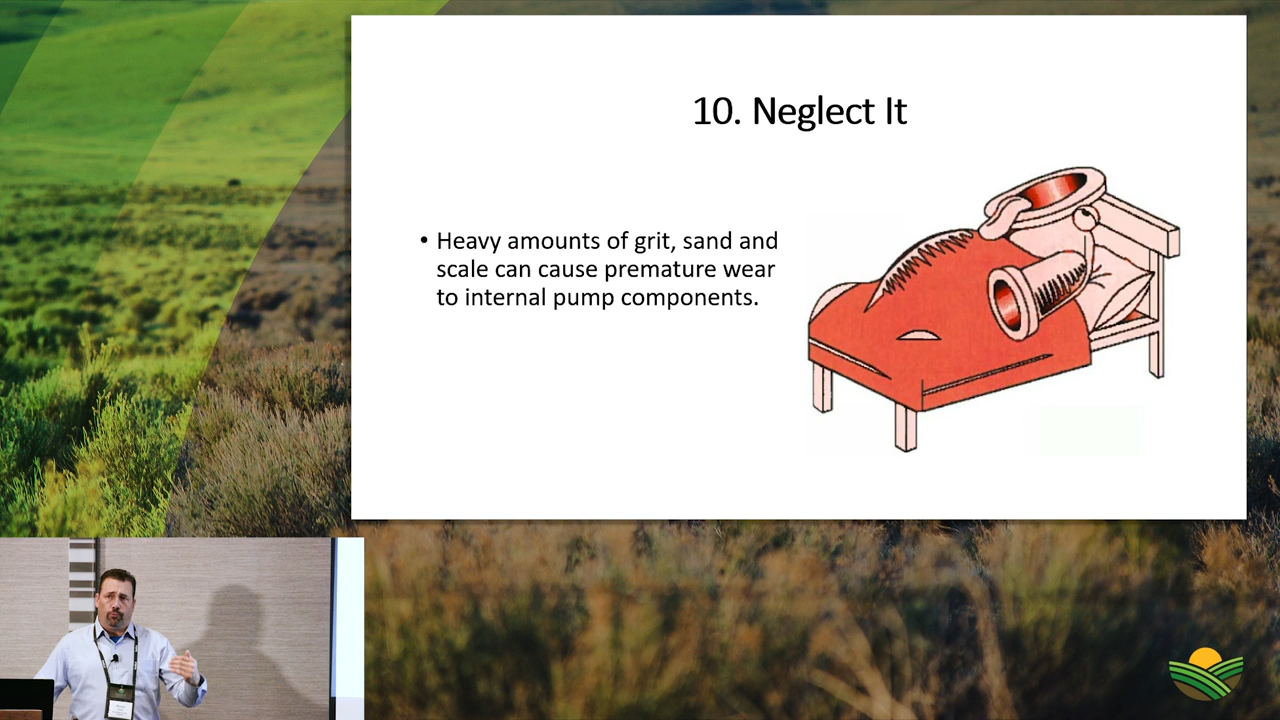 10. Neglect It
• Heavy amounts of grit, sand and
scale can cause premature wear
to internal pump components.